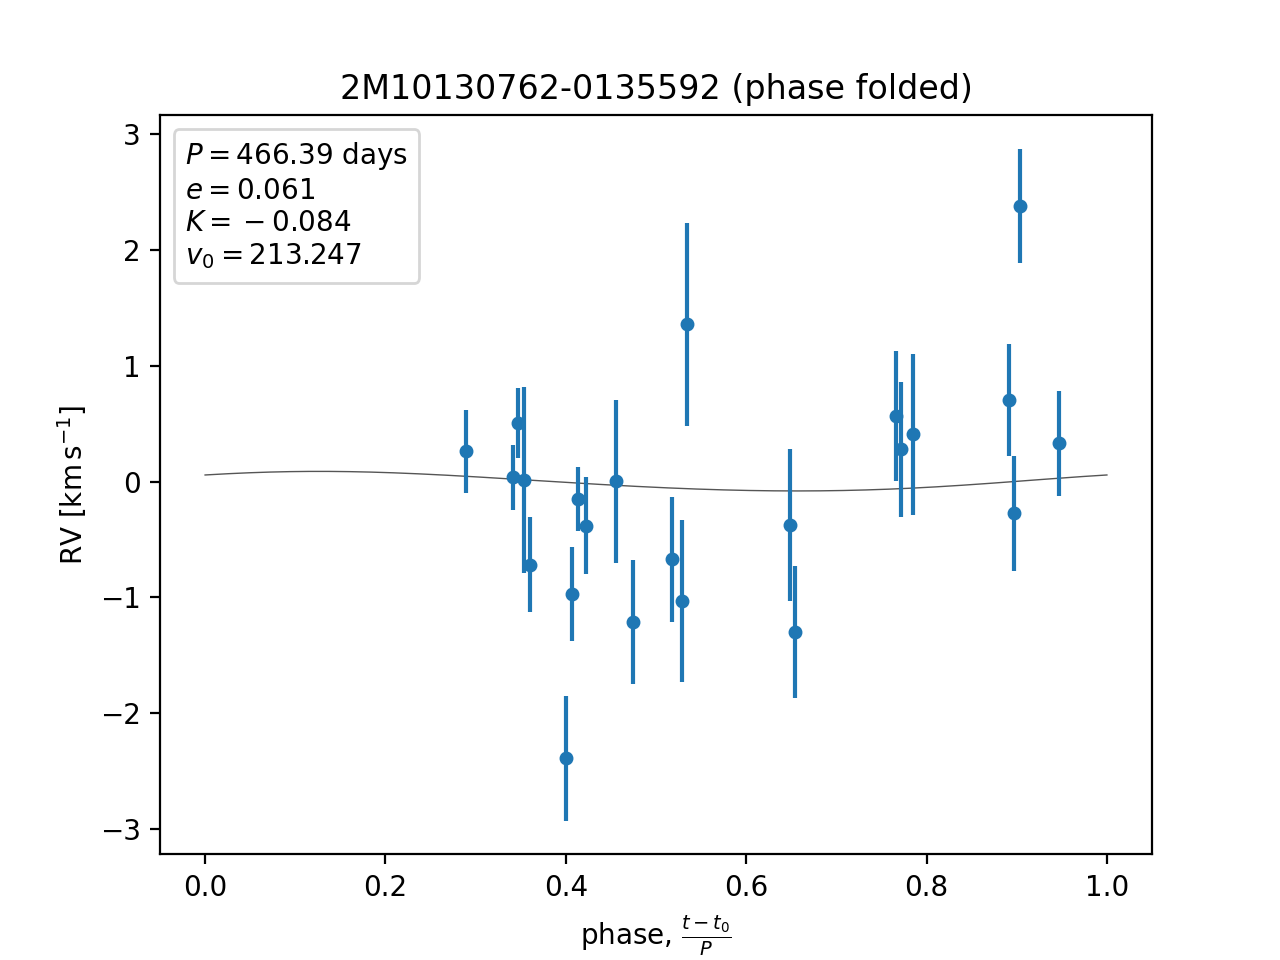 2M10130762-0135592 (phase folded)
P = 466.39 days
e = 0.061
K = −0.084
v₀ = 213.247
3
2
1
0
−1
−2
−3
RV [km s⁻¹]
0.0 0.2 0.4 0.6 0.8 1.0
phase, (t − t₀)/P